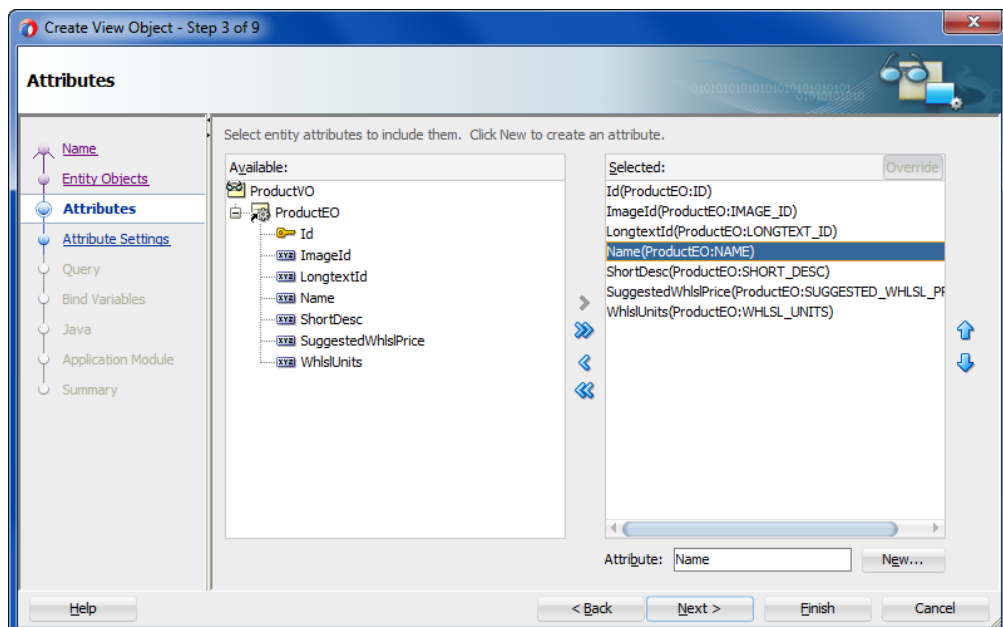 Create View Object - Step 3 of 9
Attributes
Name
Entity Objects
Attributes
Attribute Settings
Query
Bind Variables
Java
Application Module
Summary
Select entity attributes to include them. Click New to create an attribute.
Available:
ProductVO
ProductEO
Id
ImageId
LongtextId
Name
ShortDesc
SuggestedWhlslPrice
WhlslUnits
Selected:
Override
Id(ProductEO:ID)
ImageId(ProductEO:IMAGE_ID)
LongtextId(ProductEO:LONGTEXT_ID)
Name(ProductEO:NAME)
ShortDesc(ProductEO:SHORT_DESC)
SuggestedWhlslPrice(ProductEO:SUGGESTED_WHLSL_PR
WhlslUnits(ProductEO:WHLSL_UNITS)
Attribute: Name
New...
Help
< Back
Next >
Finish
Cancel